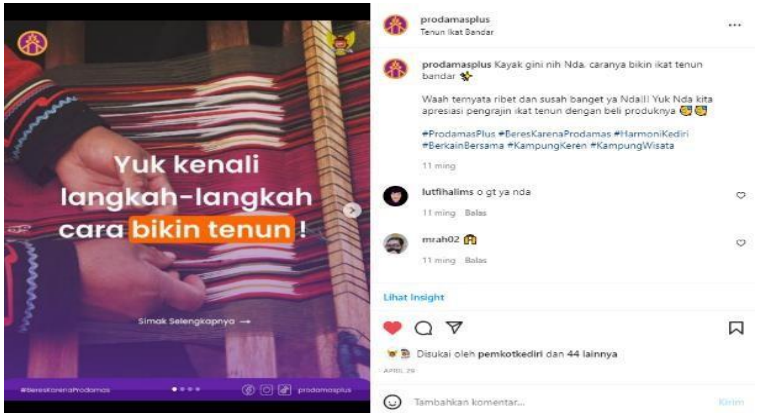 Yuk kenali
langkah-langkah
cara bikin tenun !
Simak Selengkapnya →
#BeresKarenaProdamas
prodamasplus
prodamasplus
Tenun Ikat Bandar
prodamasplus Kayak gini nih Nda, caranya bikin ikat tenun
bandar
Waah ternyata ribet dan susah banget ya Nda!!! Yuk Nda kita
apresiasi pengrajin ikat tenun dengan beli produknya
#ProdamasPlus #BeresKarenaProdamas #HarmoniKediri
#BerkainBersama #KampungKeren #KampungWisata
11 ming
lutfihalims o gt ya nda
11 ming Balas
mrah02
11 ming Balas
Lihat Insight
Disukai oleh pemkotkediri dan 44 lainnya
APRIL 29
Tambahkan komentar...
Kirim